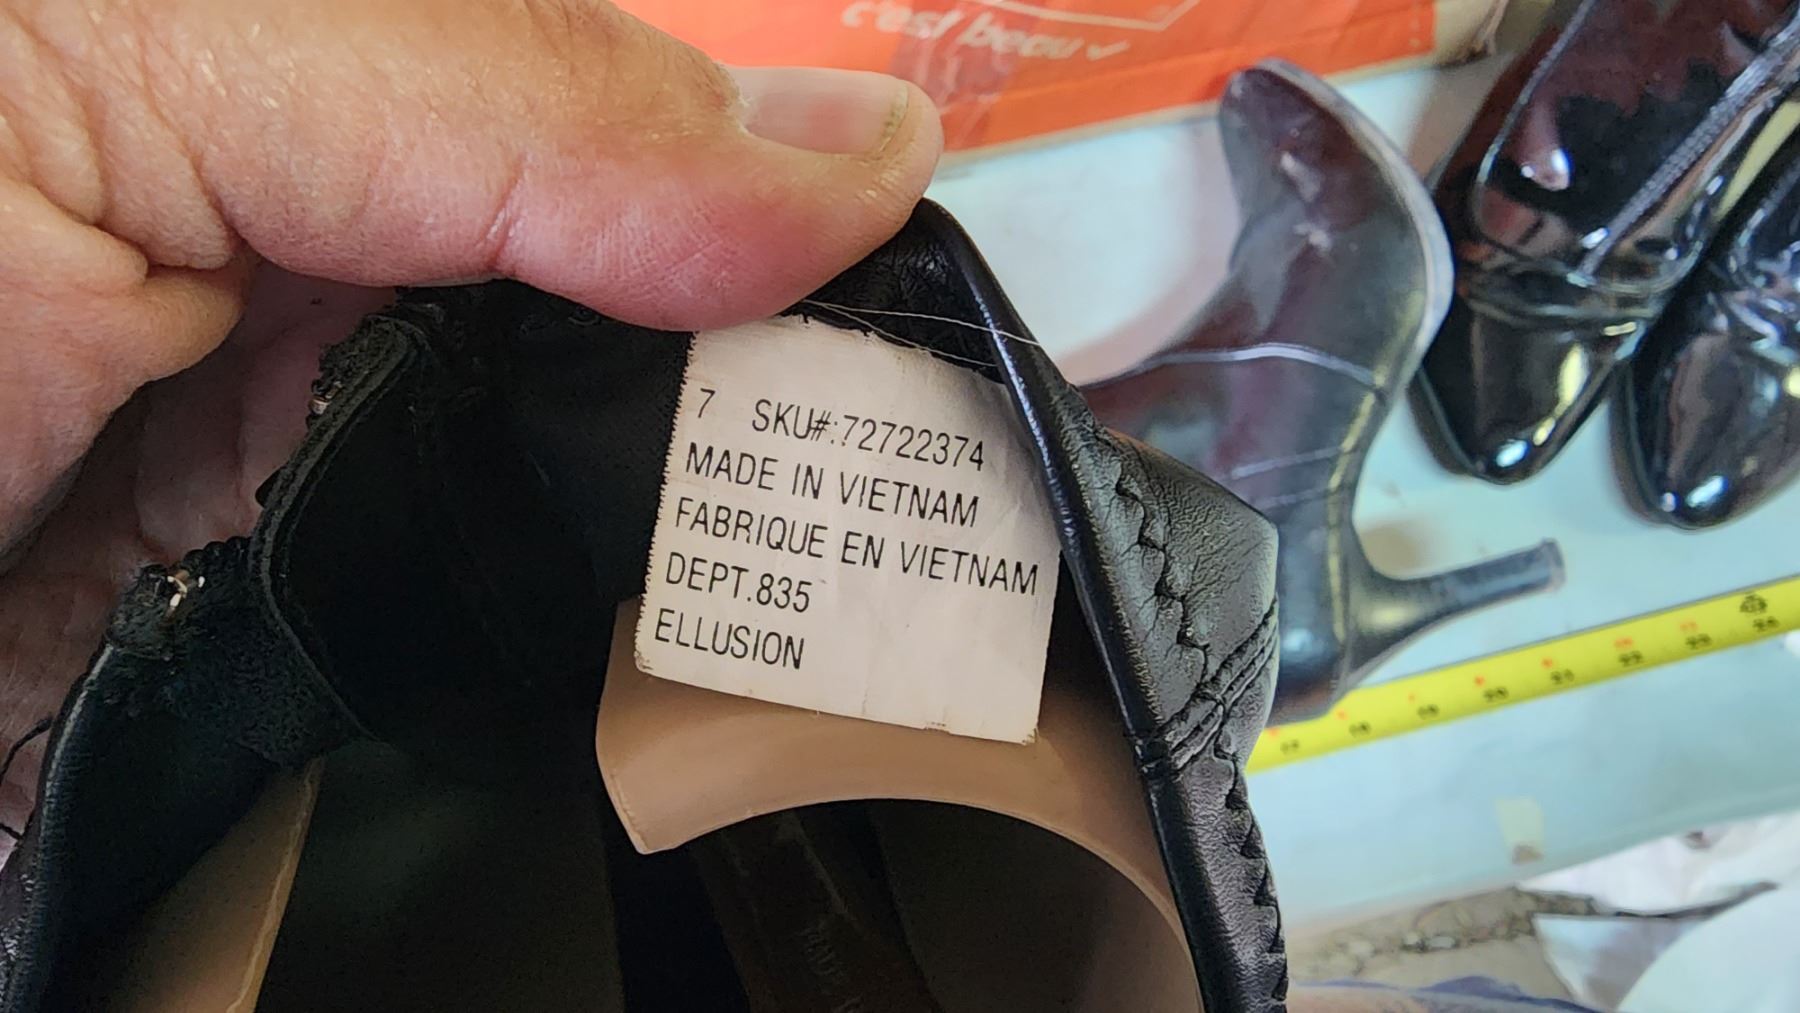 c'est beau
7 SKU#:72722374
MADE IN VIETNAM
FABRIQUE EN VIETNAM
DEPT.835
ELLUSION